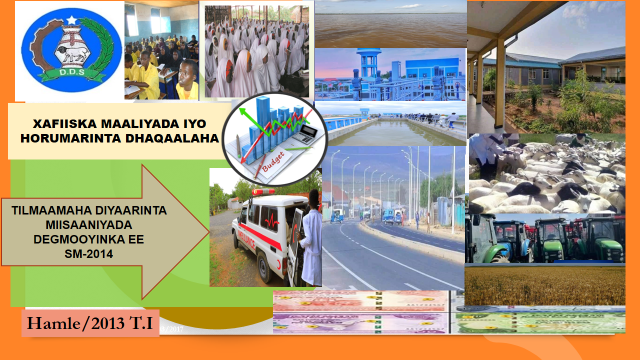 D.D.S
XAFIISKA MAALIYADA IYO
HORUMARINTA DHAQAALAHA
Budget
TILMAAMAHA DIYAARINTA
MIISAANIYADA
DEGMOOYINKA EE
SM-2014
Hamle/2013 T.I